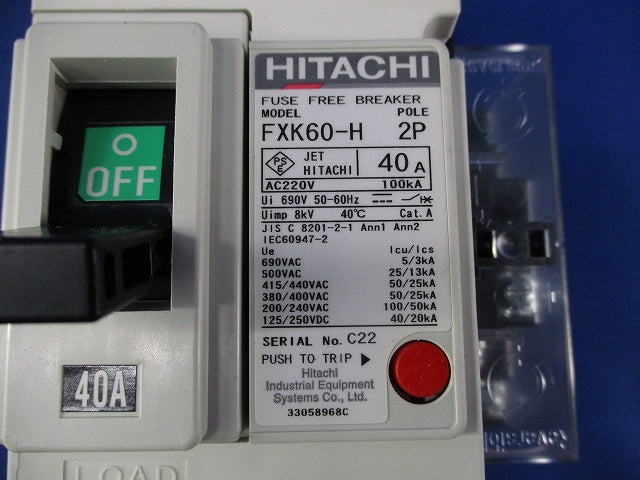 HITACHI
FUSE FREE BREAKER
MODEL POLE
FXK60-H 2P
PS E JET HITACHI 40A
AC220V 100kA
Ui 690V 50-60Hz
Uimp 8kV 40℃ Cat. A
JIS C 8201-2-1 Ann1 Ann2
IEC60947-2
Ue Icu/Ics
690VAC 5/3kA
500VAC 25/13kA
415/440VAC 50/25kA
380/400VAC 50/25kA
200/240VAC 100/50kA
125/250VDC 40/20kA
SERIAL No. C22
PUSH TO TRIP ▶
Hitachi
Industrial Equipment
Systems Co., Ltd.
33058968C
OFF
40A
LOAD